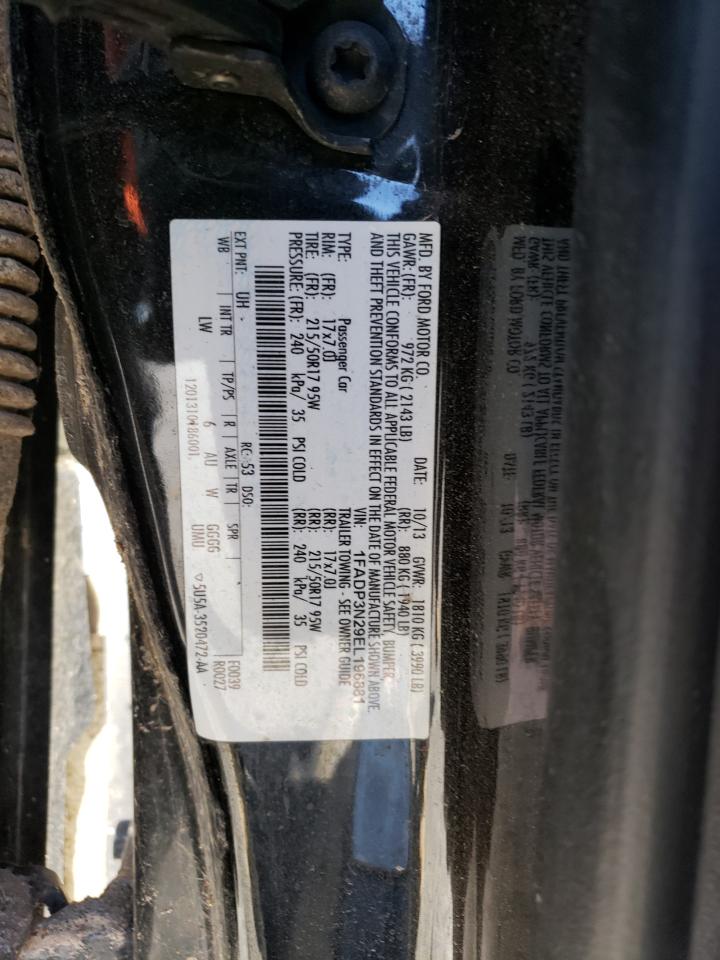 MFD. BY FORD MOTOR CO. DATE: 10/13 GVWR: 1810 KG ( 3990 LB)
GAWR: (FR): 972 KG ( 2143 LB) (RR): 880 KG ( 1940 LB)
THIS VEHICLE CONFORMS TO ALL APPLICABLE FEDERAL MOTOR VEHICLE SAFETY, BUMPER,
AND THEFT PREVENTION STANDARDS IN EFFECT ON THE DATE OF MANUFACTURE SHOWN ABOVE.
VIN: 1FADP3N29EL196881
TYPE: Passenger Car TRAILER TOWING - SEE OWNER GUIDE
RIM: (FR): 17x7.0J (RR): 17x7.0J
TIRE: (FR): 215/50R17 95W (RR): 215/50R17 95W
PRESSURE: (FR): 240 kPa/ 35 PSI COLD (RR): 240 kPa/ 35 PSI COLD
EXT PNT: UH RC: 53 DSO: F0039
WB INT TR TP/PS R AXLE TR SPR R0027
LW 6 AU W GGGG
UMU
▽5U5A-3520472-AA